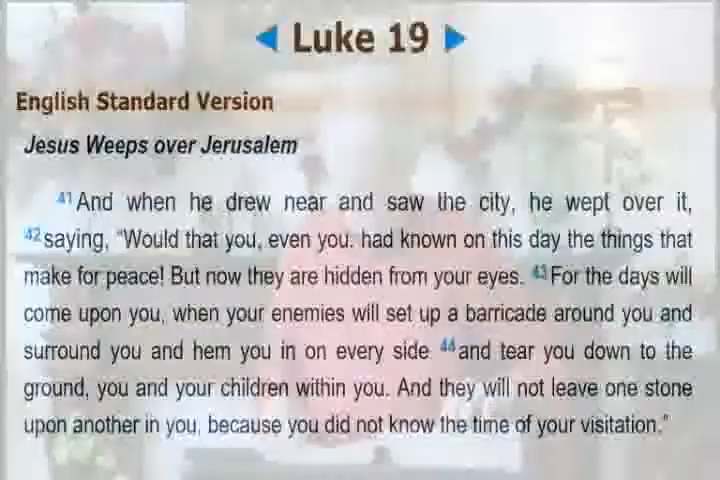 Luke 19
English Standard Version
Jesus Weeps over Jerusalem
41 And when he drew near and saw the city, he wept over it,
42 saying, “Would that you, even you, had known on this day the things that
make for peace! But now they are hidden from your eyes. 43 For the days will
come upon you, when your enemies will set up a barricade around you and
surround you and hem you in on every side 44 and tear you down to the
ground, you and your children within you. And they will not leave one stone
upon another in you, because you did not know the time of your visitation.”